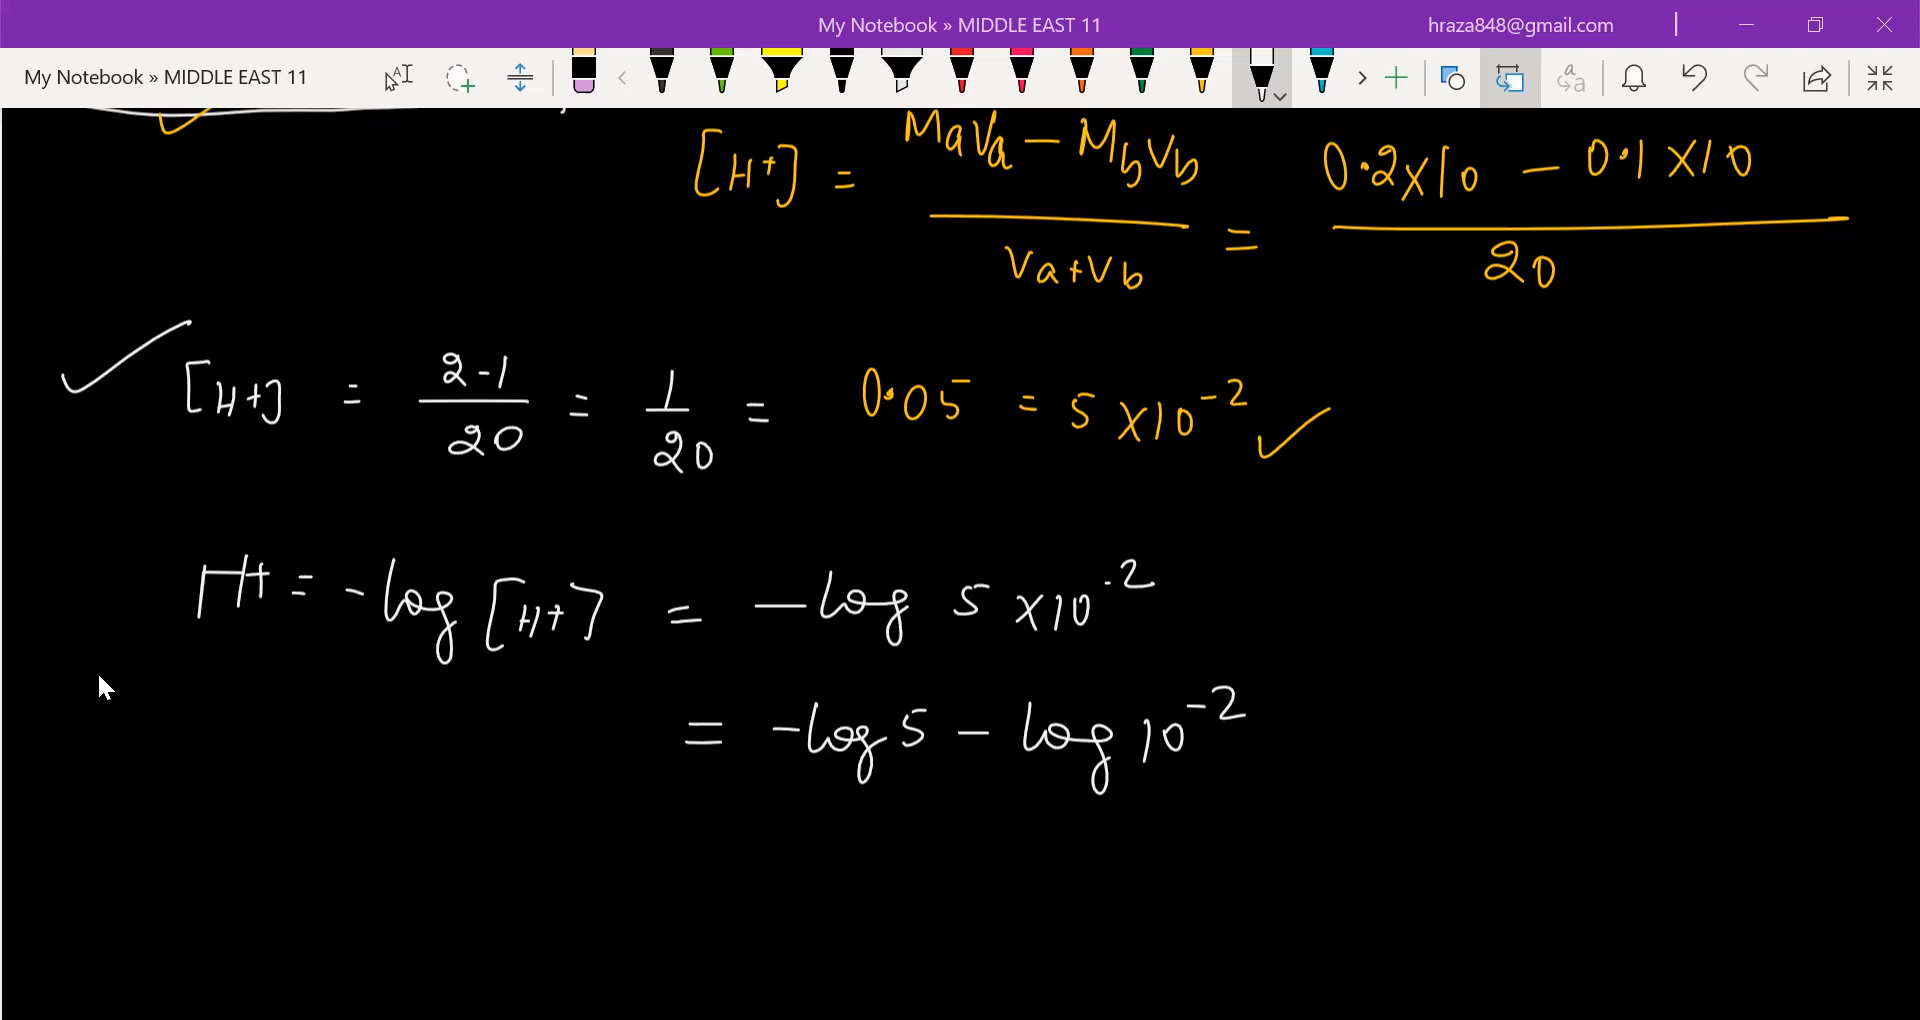 My Notebook » MIDDLE EAST 11
hraza848@gmail.com
My Notebook » MIDDLE EAST 11
[H+] = MaVa - MbVb / Va+Vb = 0.2×10 - 0.1×10 / 20
[H+] = 2-1 / 20 = 1 / 20 = 0.05 = 5×10^-2
H+ = -log [H+] = -log 5×10^-2
= -log 5 - log 10^-2